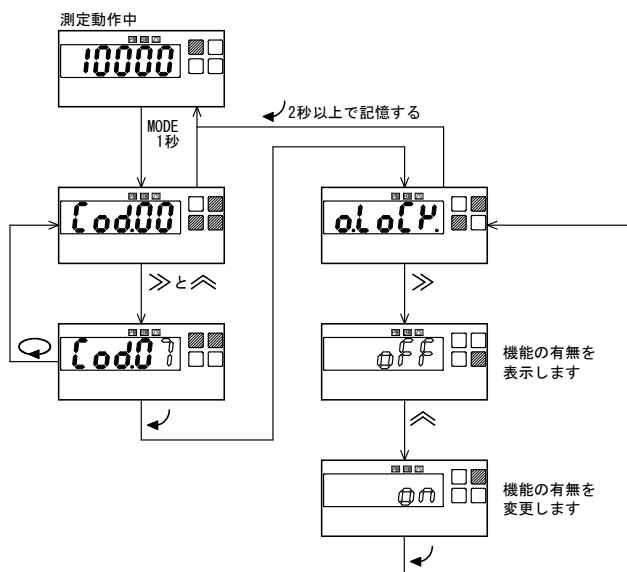 測定動作中
10000
2秒以上で記憶する
MODE
1秒
Cod.00
o.LoCK.
≫と︽
≫
Cod.07
oFF
機能の有無を
表示します
︽
on
機能の有無を
変更します